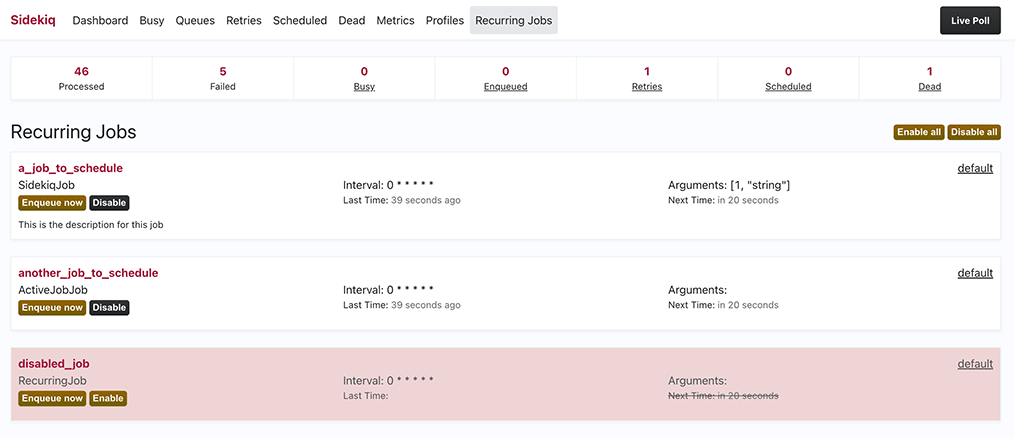 Sidekiq Dashboard Busy Queues Retries Scheduled Dead Metrics Profiles Recurring Jobs Live Poll
46 5 0 0 1 0 1
Processed Failed Busy Enqueued Retries Scheduled Dead
Recurring Jobs Enable all Disable all
a_job_to_schedule default
SidekiqJob Interval: 0 * * * * * Arguments: [1, "string"]
Enqueue now Disable Last Time: 39 seconds ago Next Time: in 20 seconds
This is the description for this job
another_job_to_schedule default
ActiveJobJob Interval: 0 * * * * * Arguments:
Enqueue now Disable Last Time: 39 seconds ago Next Time: in 20 seconds
disabled_job default
RecurringJob Interval: 0 * * * * * Arguments:
Enqueue now Enable Last Time: Next Time: in 20 seconds